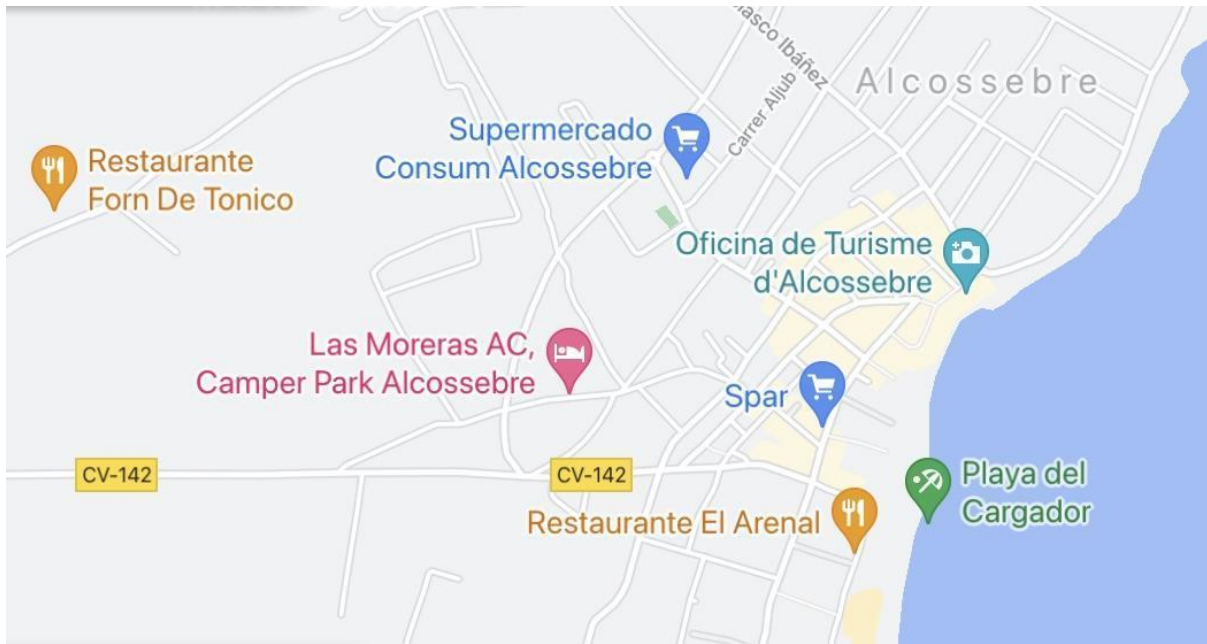 Ibáñez
Alcossebre
Carrer Aljub
Supermercado
Consum Alcossebre
Restaurante
Forn De Tonico
Oficina de Turisme
d'Alcossebre
Las Moreras AC,
Camper Park Alcossebre
Spar
CV-142
CV-142
Playa del
Cargador
Restaurante El Arenal